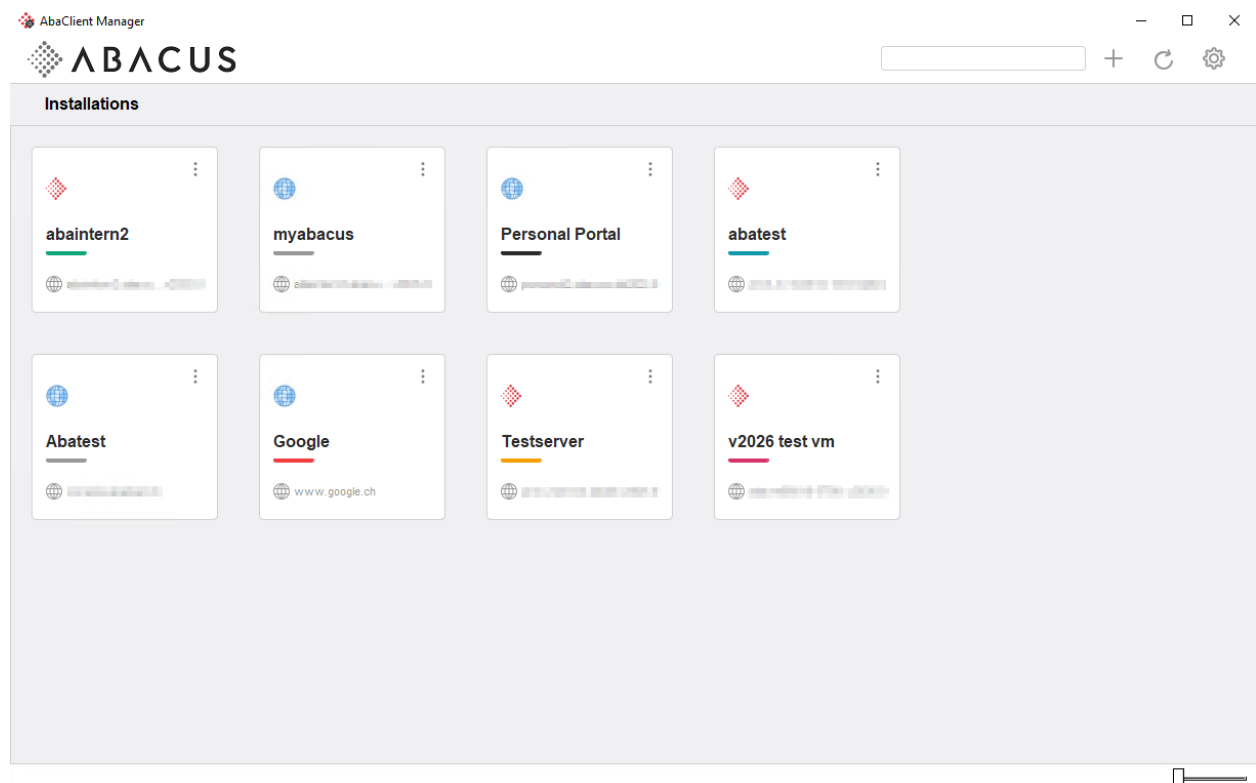 AbaClient Manager
ABACUS
Installations
abaintern2
myabacus
Personal Portal
abatest
Abatest
Google
Testserver
v2026 test vm
www.google.ch